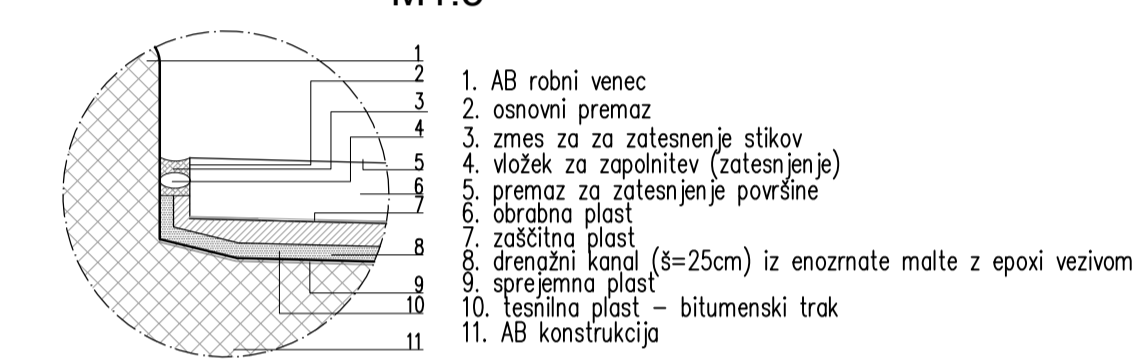 1
2
3
4
5
6
7
8
9
10
11
1. AB robni venec
2. osnovni premaz
3. zmes za za zatesnenje stikov
4. vložek za zapolnitev (zatesnjenje)
5. premaz za zatesnjenje površine
6. obrabna plast
7. zaščitna plast
8. drenažni kanal (š=25cm) iz enozrnate malte z epoxi vezivom
9. sprejemna plast
10. tesnilna plast – bitumenski trak
11. AB konstrukcija